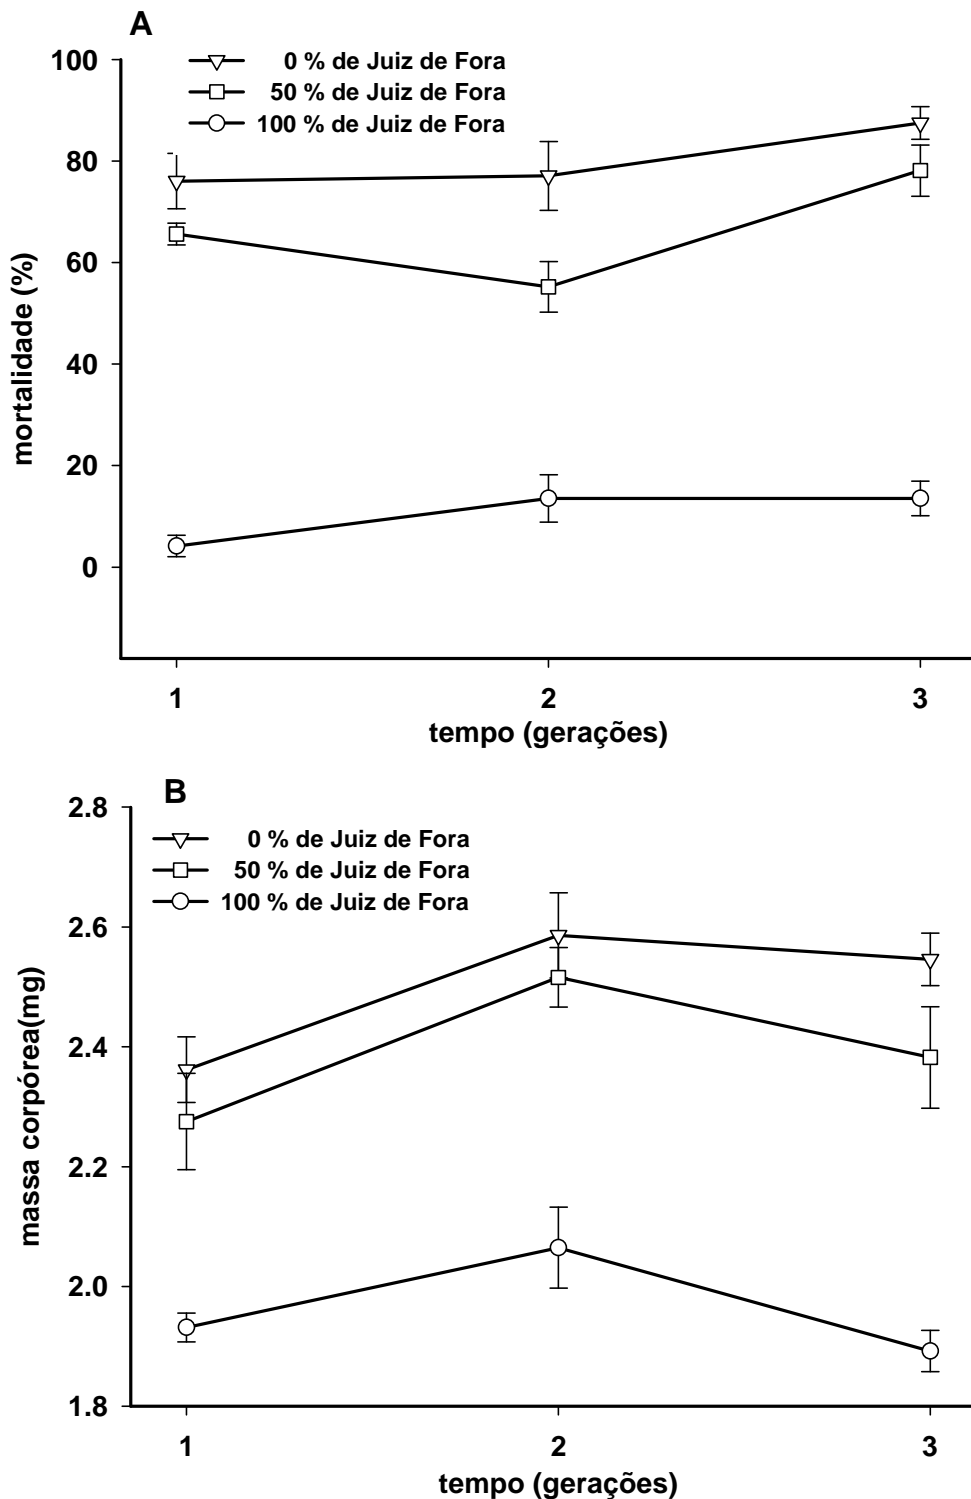 A
100
80
60
40
20
0
mortalidade (%)
0 % de Juiz de Fora
50 % de Juiz de Fora
100 % de Juiz de Fora
1 2 3
tempo (gerações)
B
2.8
2.6
2.4
2.2
2.0
1.8
massa corpórea(mg)
0 % de Juiz de Fora
50 % de Juiz de Fora
100 % de Juiz de Fora
1 2 3
tempo (gerações)